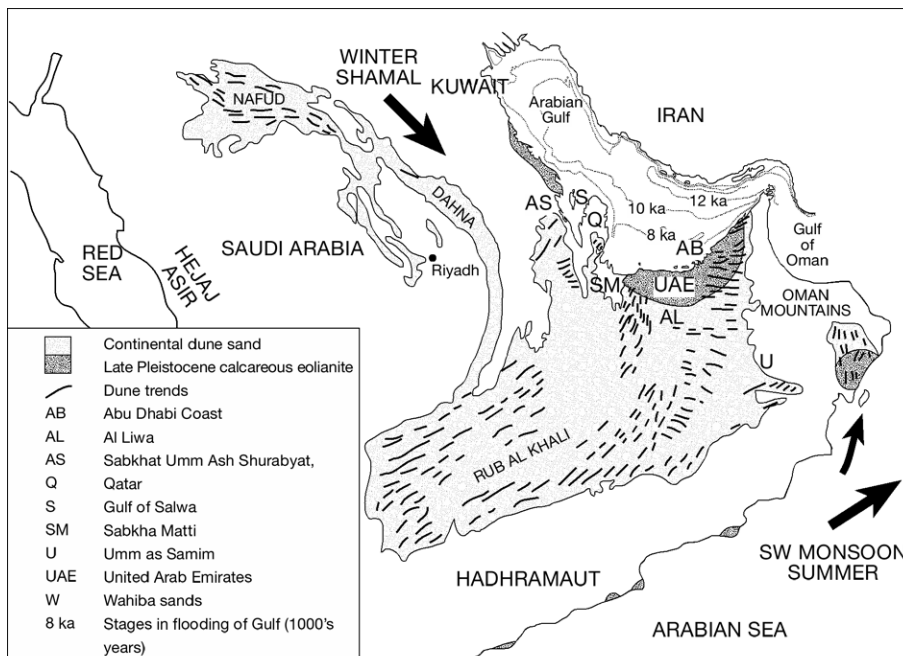 WINTER
SHAMAL
KUWAIT
NAFUD
Arabian
Gulf
IRAN
DAHNA
AS
S
Q
10 ka
12 ka
8 ka
AB
Gulf
of
Oman
RED
SEA
HEJAJ
ASIR
SAUDI ARABIA
Riyadh
SM
UAE
AL
OMAN
MOUNTAINS
U
RUB AL KHALI
HADHRAMAUT
SW MONSOON
SUMMER
ARABIAN SEA
Continental dune sand
Late Pleistocene calcareous eolianite
Dune trends
AB Abu Dhabi Coast
AL Al Liwa
AS Sabkhat Umm Ash Shurabyat,
Q Qatar
S Gulf of Salwa
SM Sabkha Matti
U Umm as Samim
UAE United Arab Emirates
W Wahiba sands
8 ka Stages in flooding of Gulf (1000's
years)